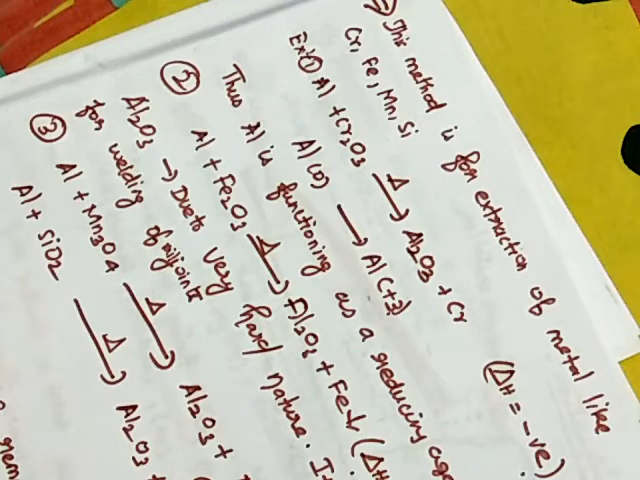 ⇒ This method is for extraction of metal like
Cr, Fe, Mn, Si
Ex:① Al + Cr2O3 Δ→ Al2O3 + Cr (ΔH = -ve)
Al(0) → Al(+3)
Thus Al is functioning as a reducing age
② Al + Fe2O3 Δ→ Al2O3 + Fe↓ (ΔH
Al2O3 → Due to very hard nature. I
for welding of
③ Al + Mn3O4 Δ→ Al2O3 +
Al + SiO2 Δ→ Al2O3 +